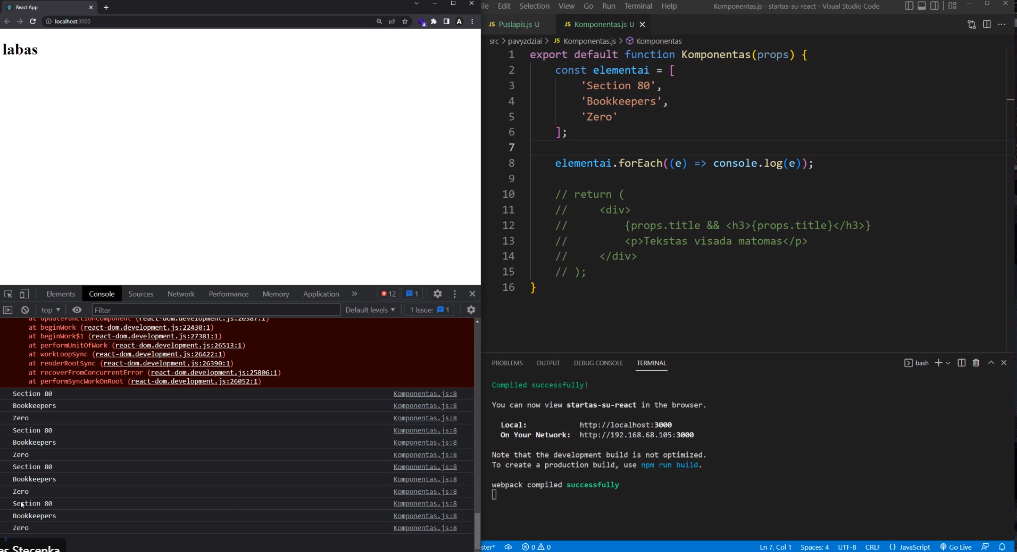 React App
localhost:3000
labas
Elements Console Sources Network Performance Memory Application » 12 1
top Filter Default levels 1 Issue: 1
at beginWork (react-dom.development.js:22430:1)
at beginWork$1 (react-dom.development.js:27381:1)
at performUnitOfWork (react-dom.development.js:26513:1)
at workLoopSync (react-dom.development.js:26422:1)
at renderRootSync (react-dom.development.js:26390:1)
at recoverFromConcurrentError (react-dom.development.js:25806:1)
at performSyncWorkOnRoot (react-dom.development.js:26052:1)
Section 80 Komponentas.js:8
Bookkeepers Komponentas.js:8
Zero Komponentas.js:8
Section 80 Komponentas.js:8
Bookkeepers Komponentas.js:8
Zero Komponentas.js:8
Section 80 Komponentas.js:8
Bookkeepers Komponentas.js:8
Zero Komponentas.js:8
Section 80 Komponentas.js:8
Bookkeepers Komponentas.js:8
Zero Komponentas.js:8
es Stecenka
ile Edit Selection View Go Run Terminal Help Komponentas.js - startas-su-react - Visual Studio Code
JS Puslapis.js U JS Komponentas.js U
src > pavyzdziai > JS Komponentas.js > Komponentas
1 export default function Komponentas(props) {
2 const elementai = [
3 'Section 80',
4 'Bookkeepers',
5 'Zero'
6 ];
7
8 elementai.forEach((e) => console.log(e));
9
10 // return (
11 // <div>
12 // {props.title && <h3>{props.title}</h3>}
13 // <p>Tekstas visada matomas</p>
14 // </div>
15 // );
16 }
PROBLEMS OUTPUT DEBUG CONSOLE TERMINAL bash
Compiled successfully!
You can now view startas-su-react in the browser.
Local: http://localhost:3000
On Your Network: http://192.168.68.105:3000
Note that the development build is not optimized.
To create a production build, use npm run build.
webpack compiled successfully
ster* 0 0 Ln 7, Col 1 Spaces: 4 UTF-8 CRLF {} JavaScript Go Live